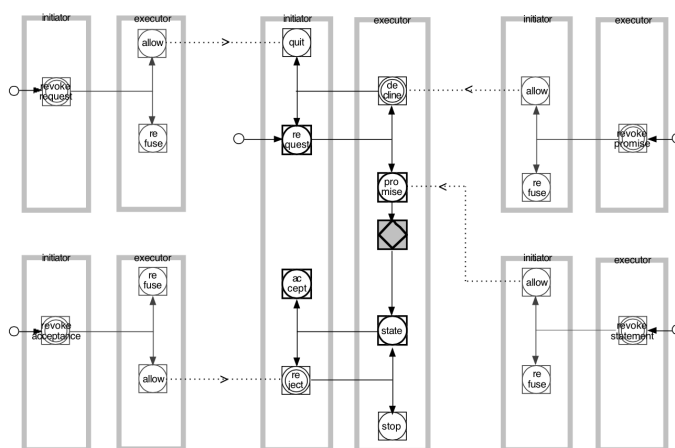 initiator
executor
initiator
executor
initiator
executor
allow
quit
revoke
request
de
cline
allow
re
fuse
re
quest
revoke
promise
pro
mise
re
fuse
initiator
executor
initiator
executor
re
fuse
ac
cept
allow
revoke
acceptance
state
revoke
statement
allow
re
ject
re
fuse
stop